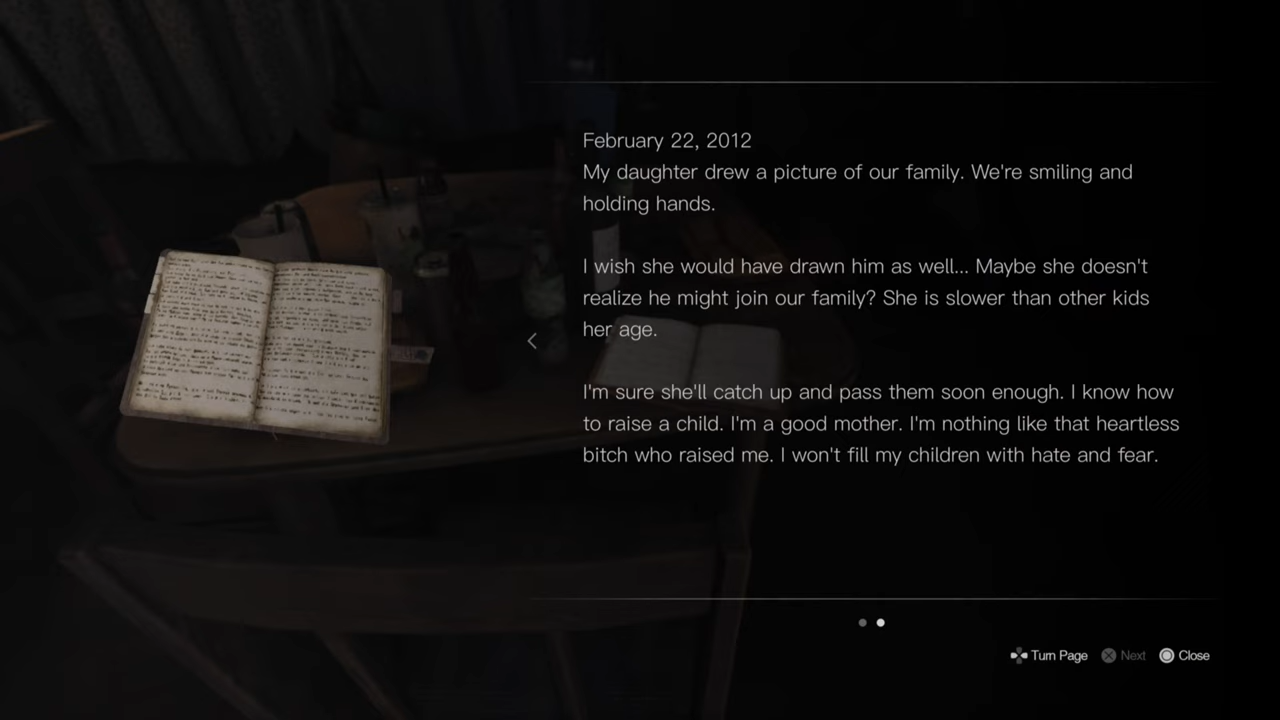 February 22, 2012
My daughter drew a picture of our family. We're smiling and
holding hands.
I wish she would have drawn him as well... Maybe she doesn't
realize he might join our family? She is slower than other kids
her age.
I'm sure she'll catch up and pass them soon enough. I know how
to raise a child. I'm a good mother. I'm nothing like that heartless
bitch who raised me. I won't fill my children with hate and fear.
Turn Page Next Close